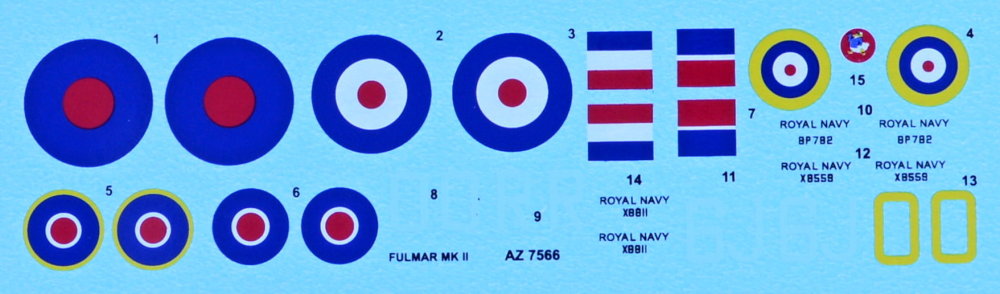 1
2
3
4
ROYAL NAVY
BP782
7
15
10
ROYAL NAVY
BP782
12
ROYAL NAVY
X8559
ROYAL NAVY
X8559
5
6
8
9
14
11
13
ROYAL NAVY
X8811
ROYAL NAVY
X8811
FULMAR MK II
AZ 7566